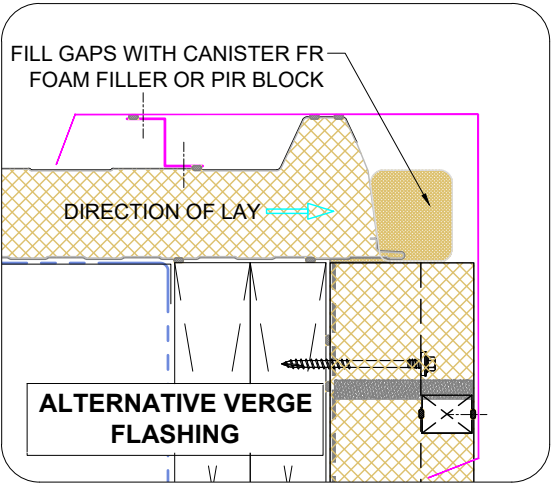 FILL GAPS WITH CANISTER FR
FOAM FILLER OR PIR BLOCK
DIRECTION OF LAY
ALTERNATIVE VERGE
FLASHING